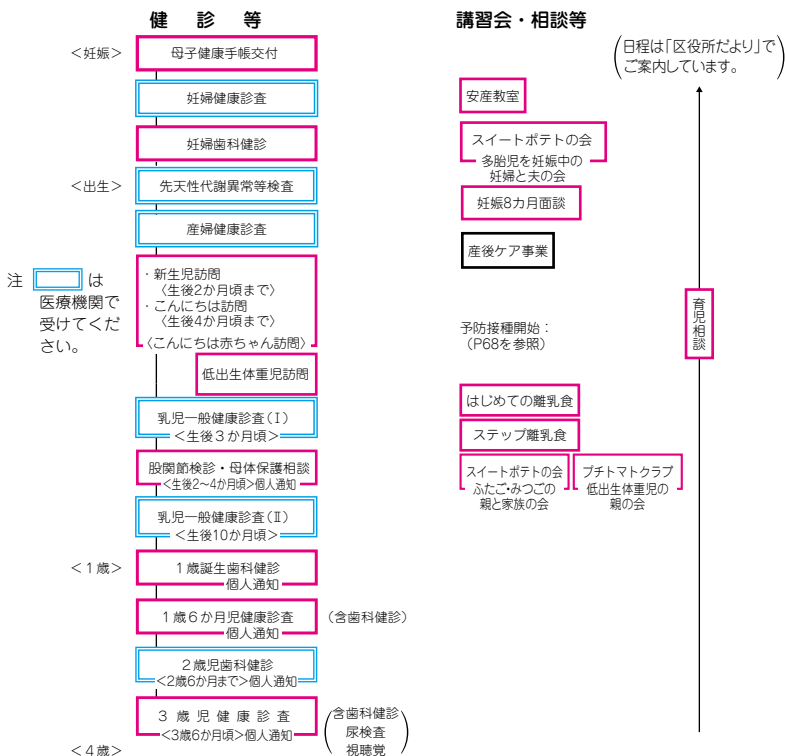 健 診 等
<妊娠>
母子健康手帳交付
妊婦健康診査
妊婦歯科健診
<出生>
先天性代謝異常等検査
産婦健康診査
注 は
医療機関で
受けてくだ
さい。
・新生児訪問
〈生後2か月頃まで〉
・こんにちは訪問
〈生後4か月頃まで〉
〈こんにちは赤ちゃん訪問〉
低出生体重児訪問
乳児一般健康診査(Ⅰ)
<生後3か月頃>
股関節検診・母体保護相談
<生後2~4か月頃>個人通知
乳児一般健康診査(Ⅱ)
<生後10か月頃>
<1歳>
1歳誕生歯科健診
個人通知
1歳6か月児健康診査
個人通知
(含歯科健診)
2歳児歯科健診
<2歳6か月まで>個人通知
3歳児健康診査
<3歳6か月頃>個人通知
(含歯科健診
尿検査
視聴覚)
<4歳>
講習会・相談等
(日程は「区役所だより」で
ご案内しています。)
安産教室
スイートポテトの会
多胎児を妊娠中の
妊婦と夫の会
妊娠8カ月面談
産後ケア事業
予防接種開始:
(P68を参照)
はじめての離乳食
ステップ離乳食
スイートポテトの会
ふたご・みつごの
親と家族の会
プチトマトクラブ
低出生体重児の
親の会
育児相談